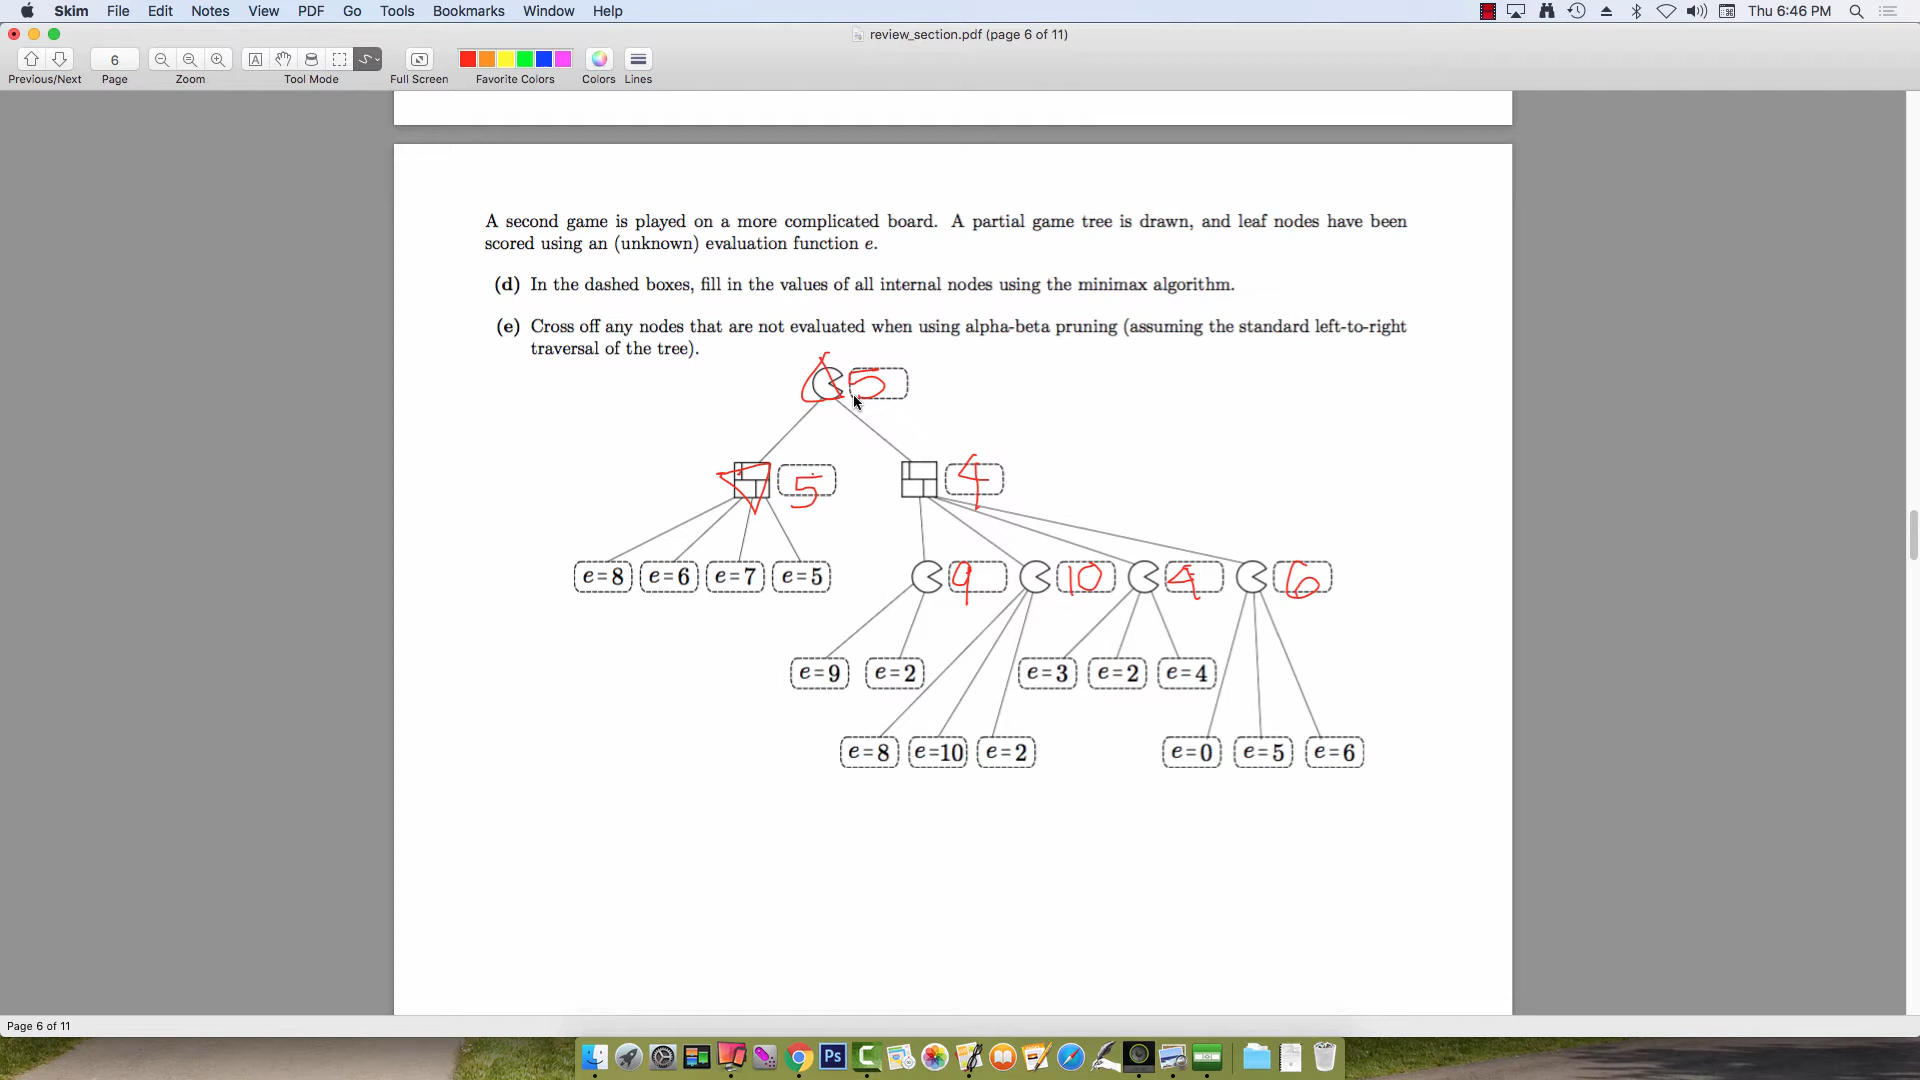 Skim File Edit Notes View PDF Go Tools Bookmarks Window Help Thu 6:46 PM
review_section.pdf (page 6 of 11)
6
Previous/Next Page Zoom Tool Mode Full Screen Favorite Colors Colors Lines
A second game is played on a more complicated board. A partial game tree is drawn, and leaf nodes have been
scored using an (unknown) evaluation function e.
(d) In the dashed boxes, fill in the values of all internal nodes using the minimax algorithm.
(e) Cross off any nodes that are not evaluated when using alpha-beta pruning (assuming the standard left-to-right
traversal of the tree).
5
5 4
e=8 e=6 e=7 e=5 9 10 4 6
e=9 e=2 e=3 e=2 e=4
e=8 e=10 e=2 e=0 e=5 e=6
Page 6 of 11
Ps